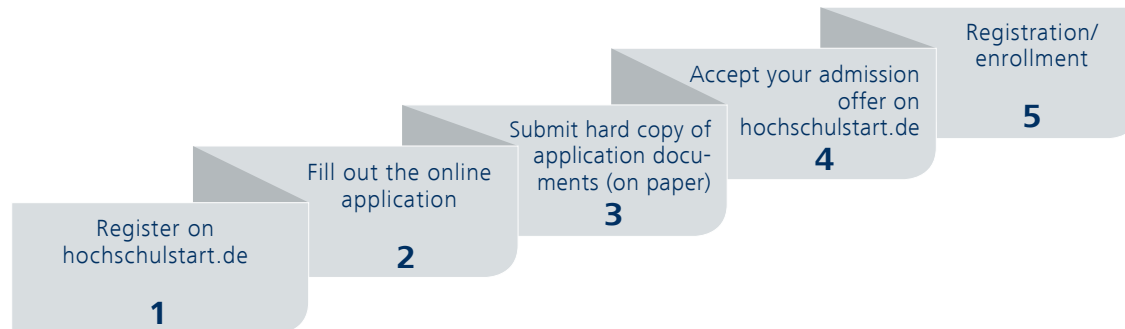 Register on
hochschulstart.de
1
Fill out the online
application
2
Submit hard copy of
application docu-
ments (on paper)
3
Accept your admission
offer on
hochschulstart.de
4
Registration/
enrollment
5